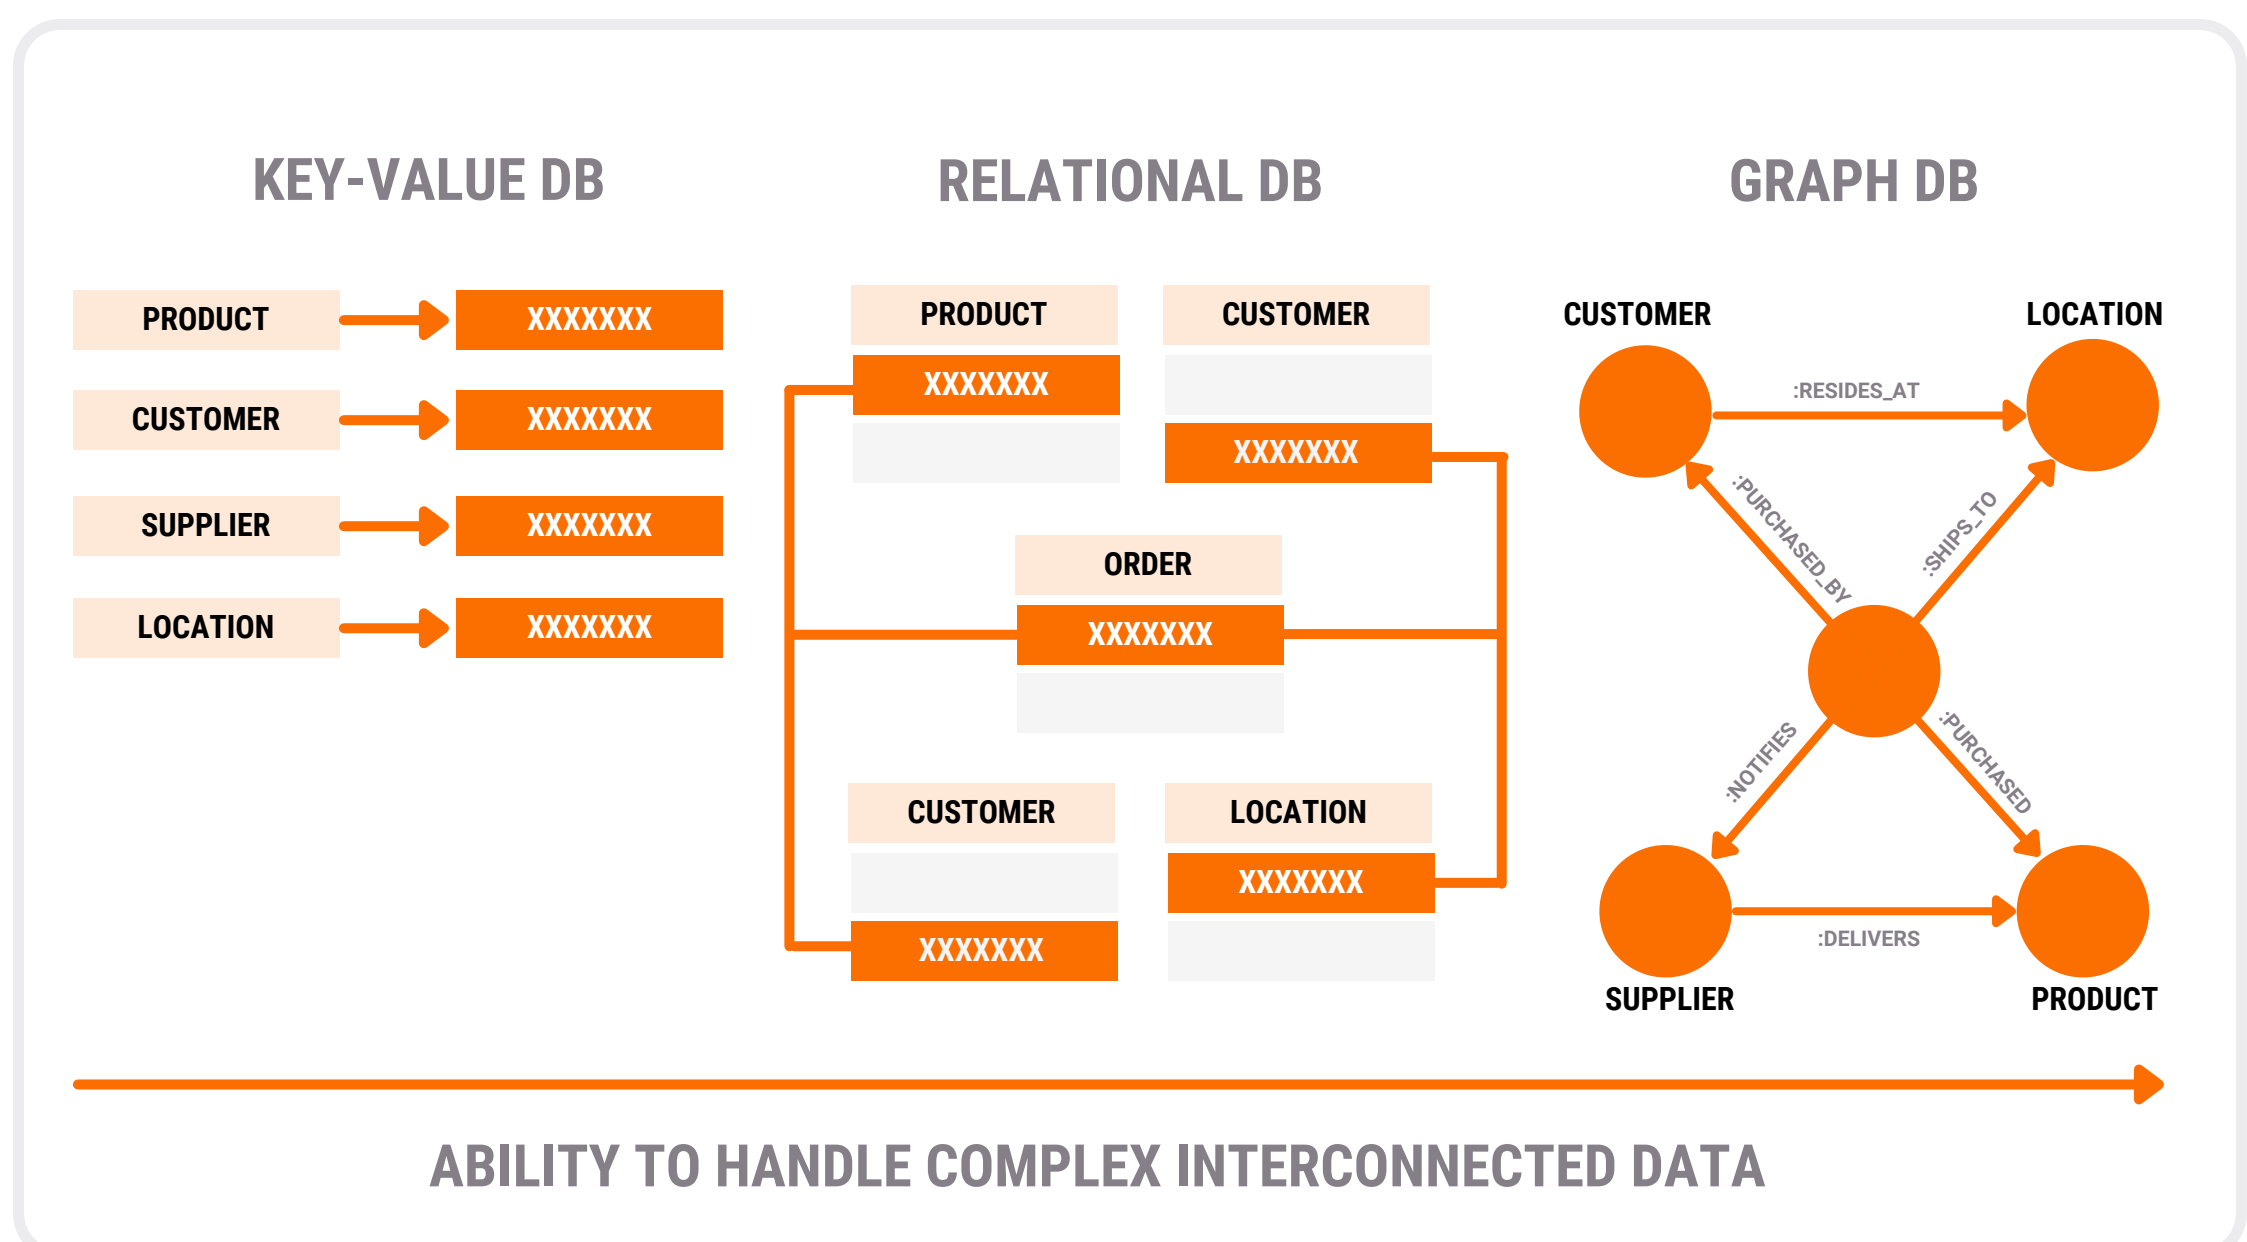 KEY-VALUE DB
PRODUCT
XXXXXXX
CUSTOMER
XXXXXXX
SUPPLIER
XXXXXXX
LOCATION
XXXXXXX
RELATIONAL DB
PRODUCT
XXXXXXX
CUSTOMER
XXXXXXX
ORDER
XXXXXXX
CUSTOMER
XXXXXXX
LOCATION
XXXXXXX
GRAPH DB
CUSTOMER
LOCATION
:RESIDES_AT
:PURCHASED_BY
:SHIPS_TO
:NOTIFIES
:PURCHASED
:DELIVERS
SUPPLIER
PRODUCT
ABILITY TO HANDLE COMPLEX INTERCONNECTED DATA